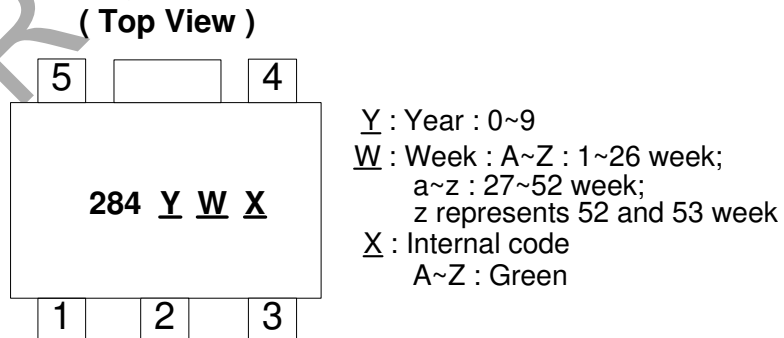 ( Top View )
5 4
284 Y W X
1 2 3
Y : Year : 0~9
W : Week : A~Z : 1~26 week;
a~z : 27~52 week;
z represents 52 and 53 week
X : Internal code
A~Z : Green